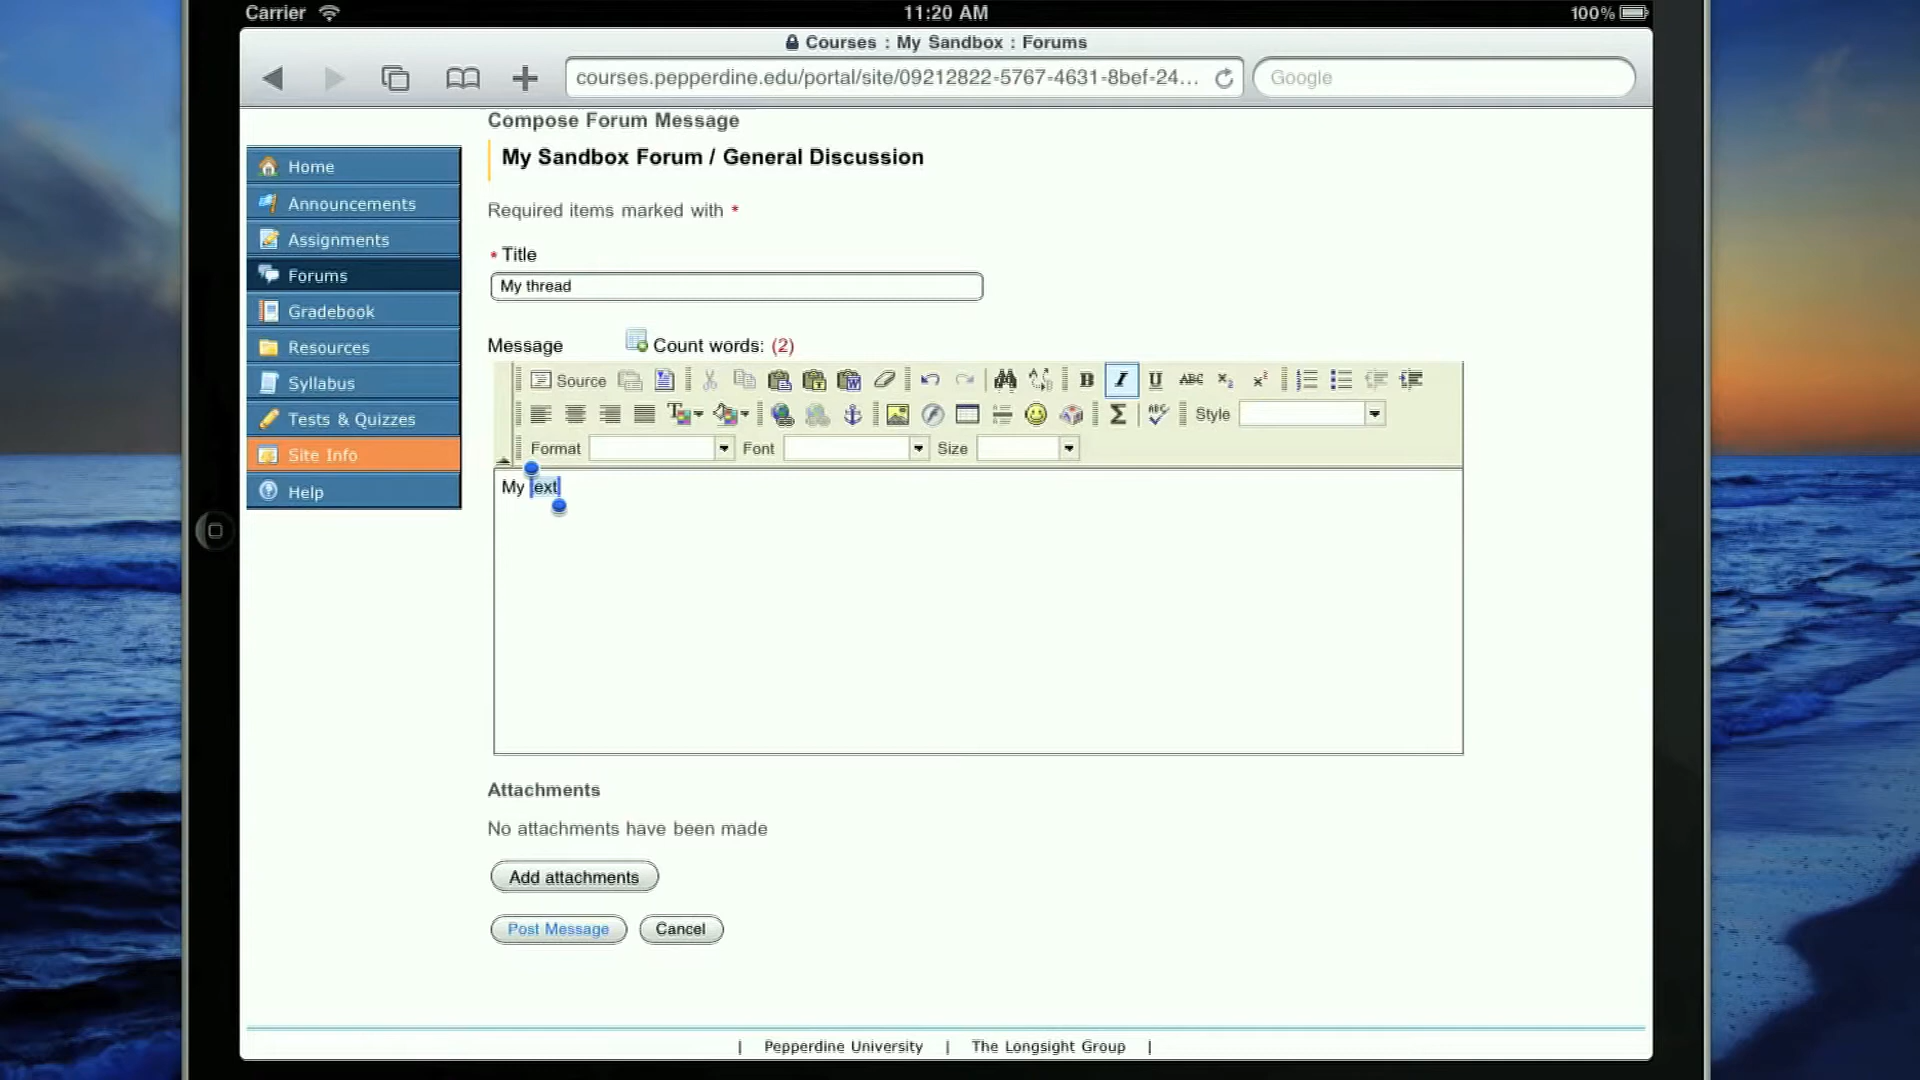 Carrier 11:20 AM 100%
Courses : My Sandbox : Forums
courses.pepperdine.edu/portal/site/09212822-5767-4631-8bef-24... Google
Compose Forum Message
My Sandbox Forum / General Discussion
Home
Announcements
Assignments
Forums
Gradebook
Resources
Syllabus
Tests & Quizzes
Site Info
Help
Required items marked with *
* Title
My thread
Message Count words: (2)
Source B I U ABC x₂ x²
Σ ABC Style
Format Font Size
My text
Attachments
No attachments have been made
Add attachments
Post Message Cancel
| Pepperdine University | The Longsight Group |